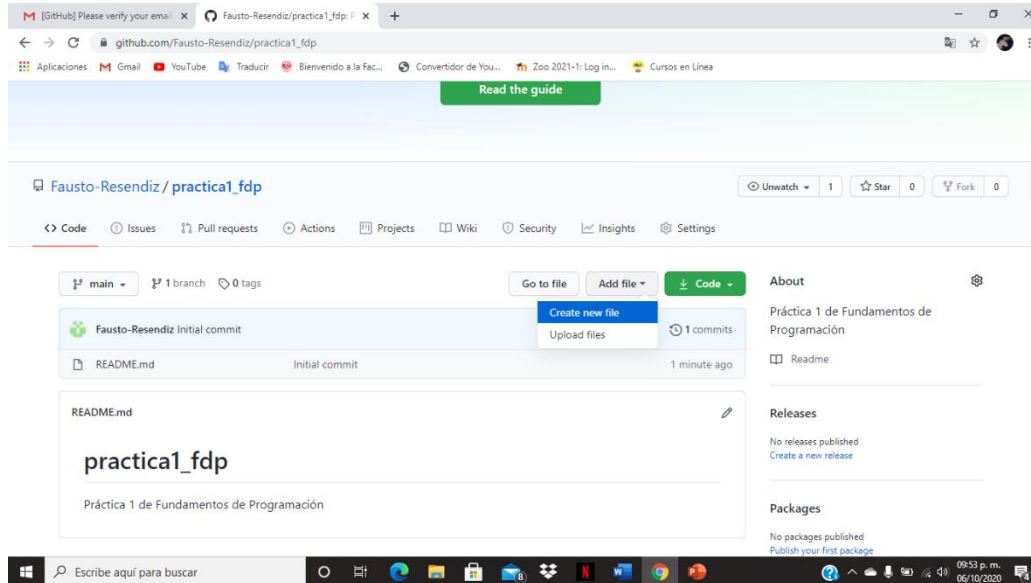 [GitHub] Please verify your email
Fausto-Resendiz/practica1_fdp: P
github.com/Fausto-Resendiz/practica1_fdp
Aplicaciones Gmail YouTube Traducir Bienvenido a la Fac... Convertidor de You... Zoo 2021-1: Log in... Cursos en Línea
Read the guide
Fausto-Resendiz / practica1_fdp
Unwatch 1 Star 0 Fork 0
Code Issues Pull requests Actions Projects Wiki Security Insights Settings
main 1 branch 0 tags
Go to file Add file Code
Create new file
Upload files
Fausto-Resendiz Initial commit
1 commits
README.md Initial commit 1 minute ago
README.md
practica1_fdp
Práctica 1 de Fundamentos de Programación
About
Práctica 1 de Fundamentos de
Programación
Readme
Releases
No releases published
Create a new release
Packages
No packages published
Publish your first package
Escribe aquí para buscar
09:53 p. m.
06/10/2020